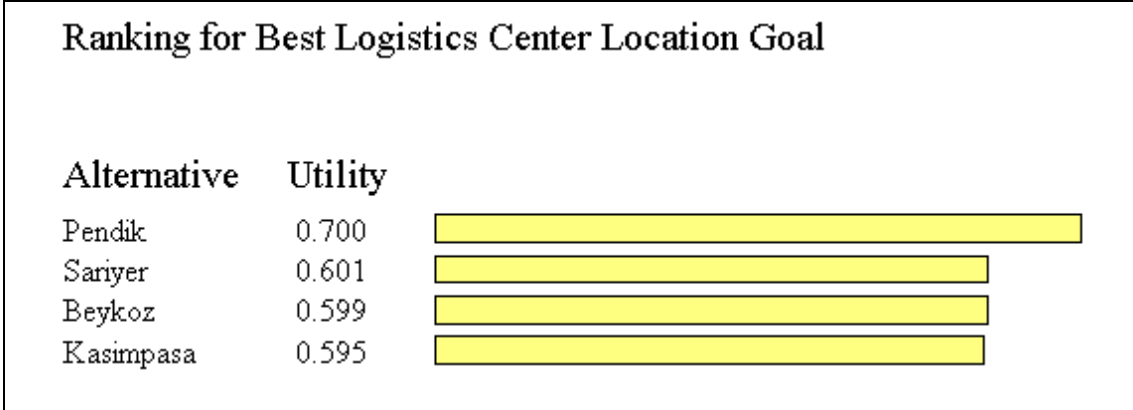 Ranking for Best Logistics Center Location Goal
Alternative Utility
Pendik 0.700
Sariyer 0.601
Beykoz 0.599
Kasimpasa 0.595